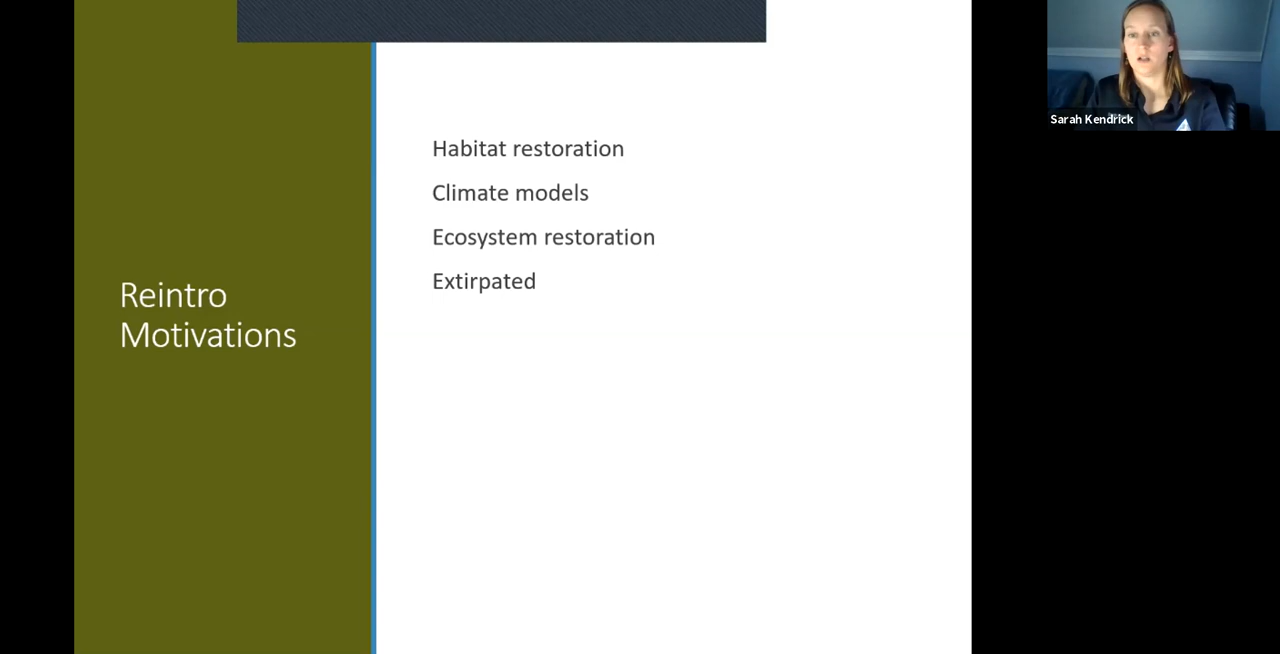 Reintro
Motivations
Habitat restoration
Climate models
Ecosystem restoration
Extirpated
Sarah Kendrick